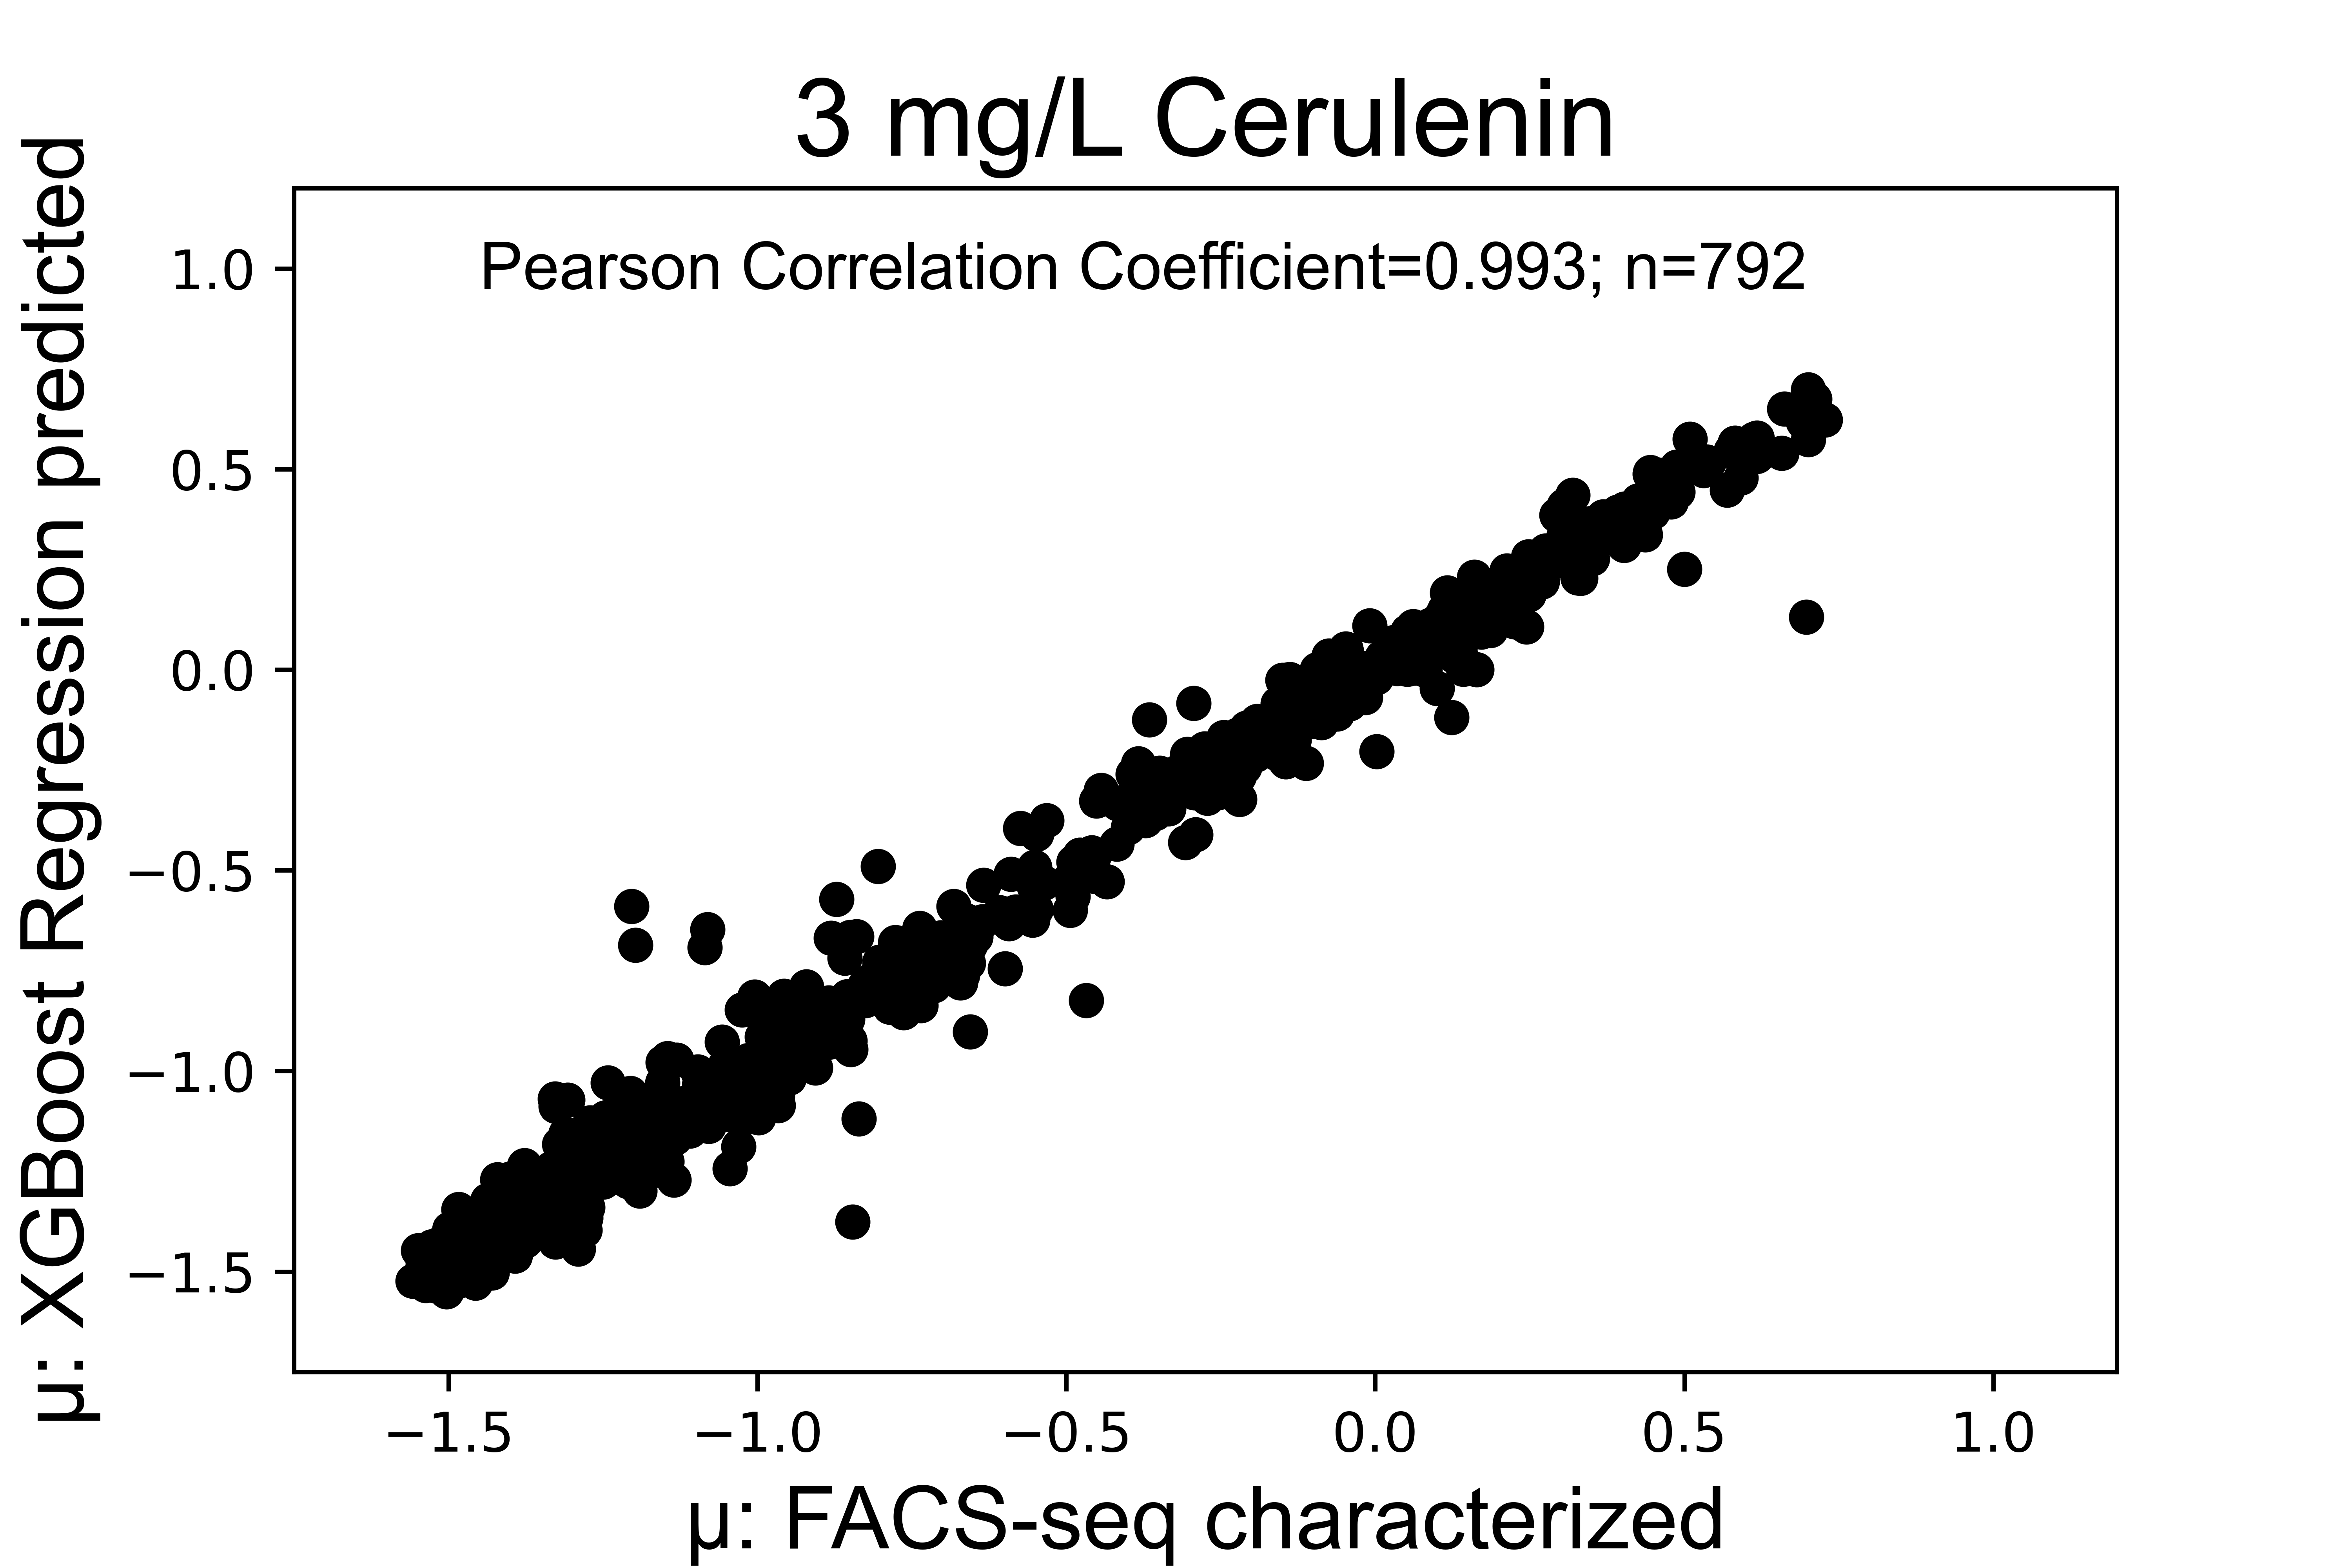 3 mg/L Cerulenin
Pearson Correlation Coefficient=0.993; n=792
μ: XGBoost Regression predicted
1.0
0.5
0.0
−0.5
−1.0
−1.5
−1.5 −1.0 −0.5 0.0 0.5 1.0
μ: FACS-seq characterized